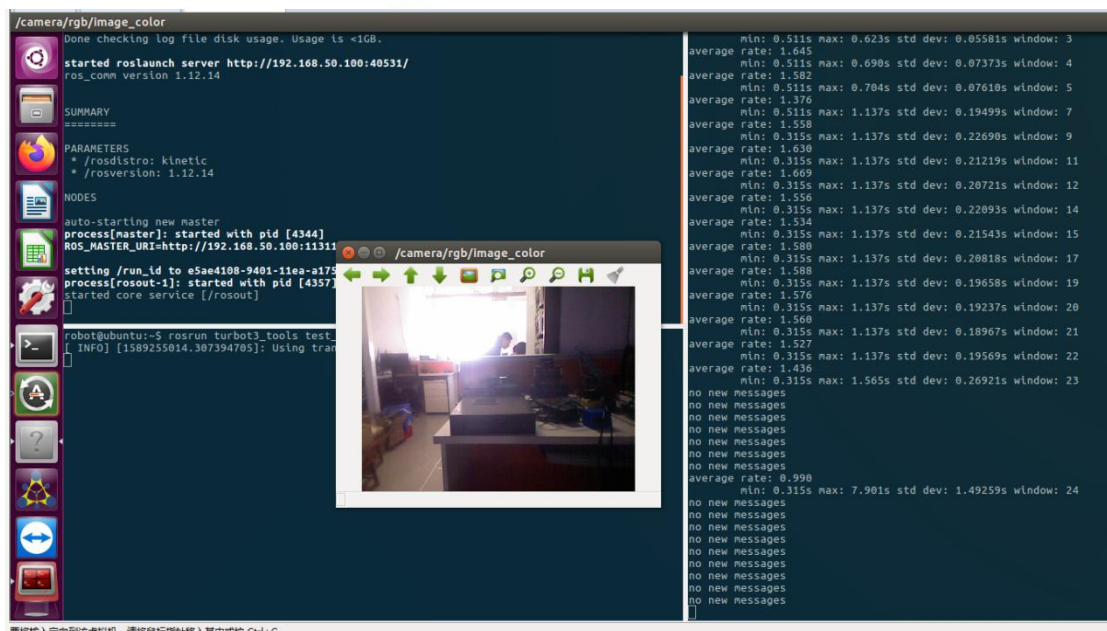 /camera/rgb/image_color
Done checking log file disk usage. Usage is <1GB.
started roslaunch server http://192.168.50.100:40531/
ros_comm version 1.12.14
SUMMARY
========
PARAMETERS
* /rosdistro: kinetic
* /rosversion: 1.12.14
NODES
auto-starting new master
process[master]: started with pid [4344]
ROS_MASTER_URI=http://192.168.50.100:11311
setting /run_id to e5ae4108-9401-11ea-a175
process[rosout-1]: started with pid [4357]
started core service [/rosout]
robot@ubuntu:~$ rosrun turbot3_tools test_
[ INFO] [1589255014.307394705]: Using tran
/camera/rgb/image_color
min: 0.511s max: 0.623s std dev: 0.05581s window: 3
average rate: 1.645
min: 0.511s max: 0.690s std dev: 0.07373s window: 4
average rate: 1.582
min: 0.511s max: 0.704s std dev: 0.07610s window: 5
average rate: 1.376
min: 0.511s max: 1.137s std dev: 0.19499s window: 7
average rate: 1.558
min: 0.315s max: 1.137s std dev: 0.22690s window: 9
average rate: 1.630
min: 0.315s max: 1.137s std dev: 0.21219s window: 11
average rate: 1.669
min: 0.315s max: 1.137s std dev: 0.20721s window: 12
average rate: 1.556
min: 0.315s max: 1.137s std dev: 0.22093s window: 14
average rate: 1.534
min: 0.315s max: 1.137s std dev: 0.21543s window: 15
average rate: 1.580
min: 0.315s max: 1.137s std dev: 0.20818s window: 17
average rate: 1.588
min: 0.315s max: 1.137s std dev: 0.19658s window: 19
average rate: 1.576
min: 0.315s max: 1.137s std dev: 0.19237s window: 20
average rate: 1.560
min: 0.315s max: 1.137s std dev: 0.18967s window: 21
average rate: 1.527
min: 0.315s max: 1.137s std dev: 0.19569s window: 22
average rate: 1.436
min: 0.315s max: 1.565s std dev: 0.26921s window: 23
no new messages
no new messages
no new messages
no new messages
no new messages
no new messages
no new messages
average rate: 0.990
min: 0.315s max: 7.901s std dev: 1.49259s window: 24
no new messages
no new messages
no new messages
no new messages
no new messages
no new messages
no new messages
no new messages
no new messages